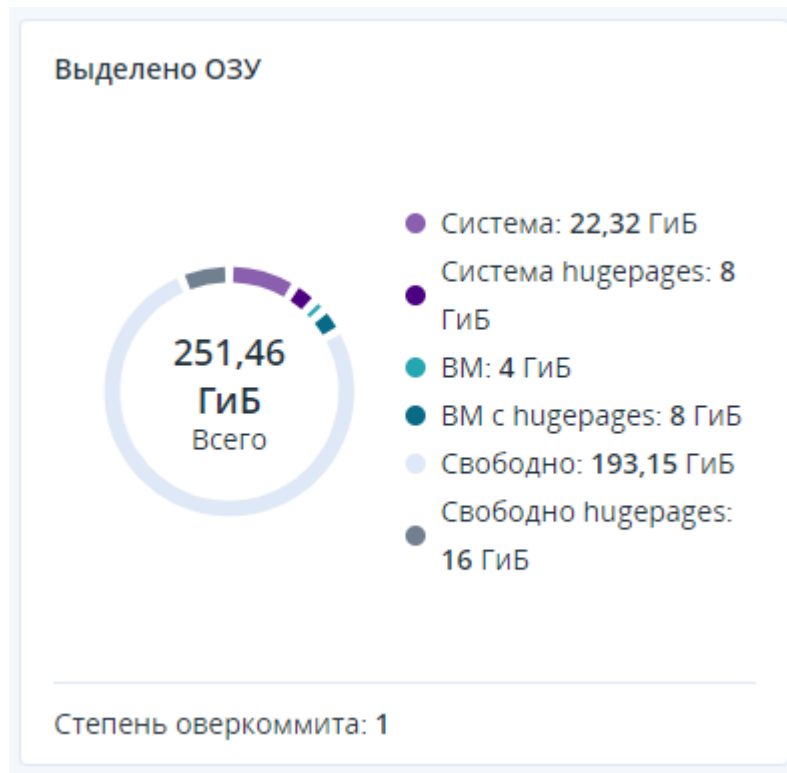 Выделено ОЗУ
251,46
ГиБ
Всего
Система: 22,32 ГиБ
Система hugepages: 8
ГиБ
ВМ: 4 ГиБ
ВМ с hugepages: 8 ГиБ
Свободно: 193,15 ГиБ
Свободно hugepages:
16 ГиБ
Степень оверкоммита: 1